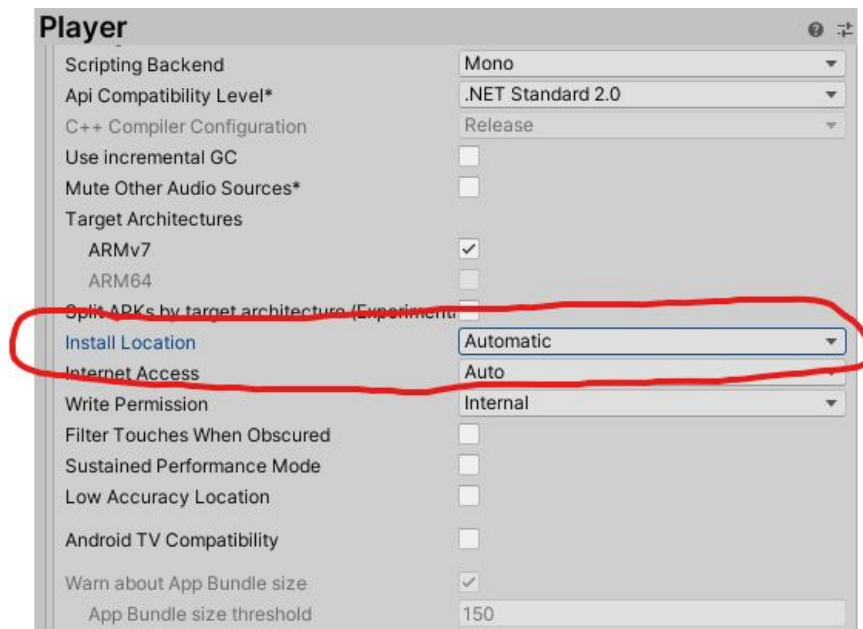 Player
Scripting Backend Mono
Api Compatibility Level* .NET Standard 2.0
C++ Compiler Configuration Release
Use incremental GC
Mute Other Audio Sources*
Target Architectures
ARMv7
ARM64
Split APKs by target architecture (Experimenta
Install Location Automatic
Internet Access Auto
Write Permission Internal
Filter Touches When Obscured
Sustained Performance Mode
Low Accuracy Location
Android TV Compatibility
Warn about App Bundle size
App Bundle size threshold 150